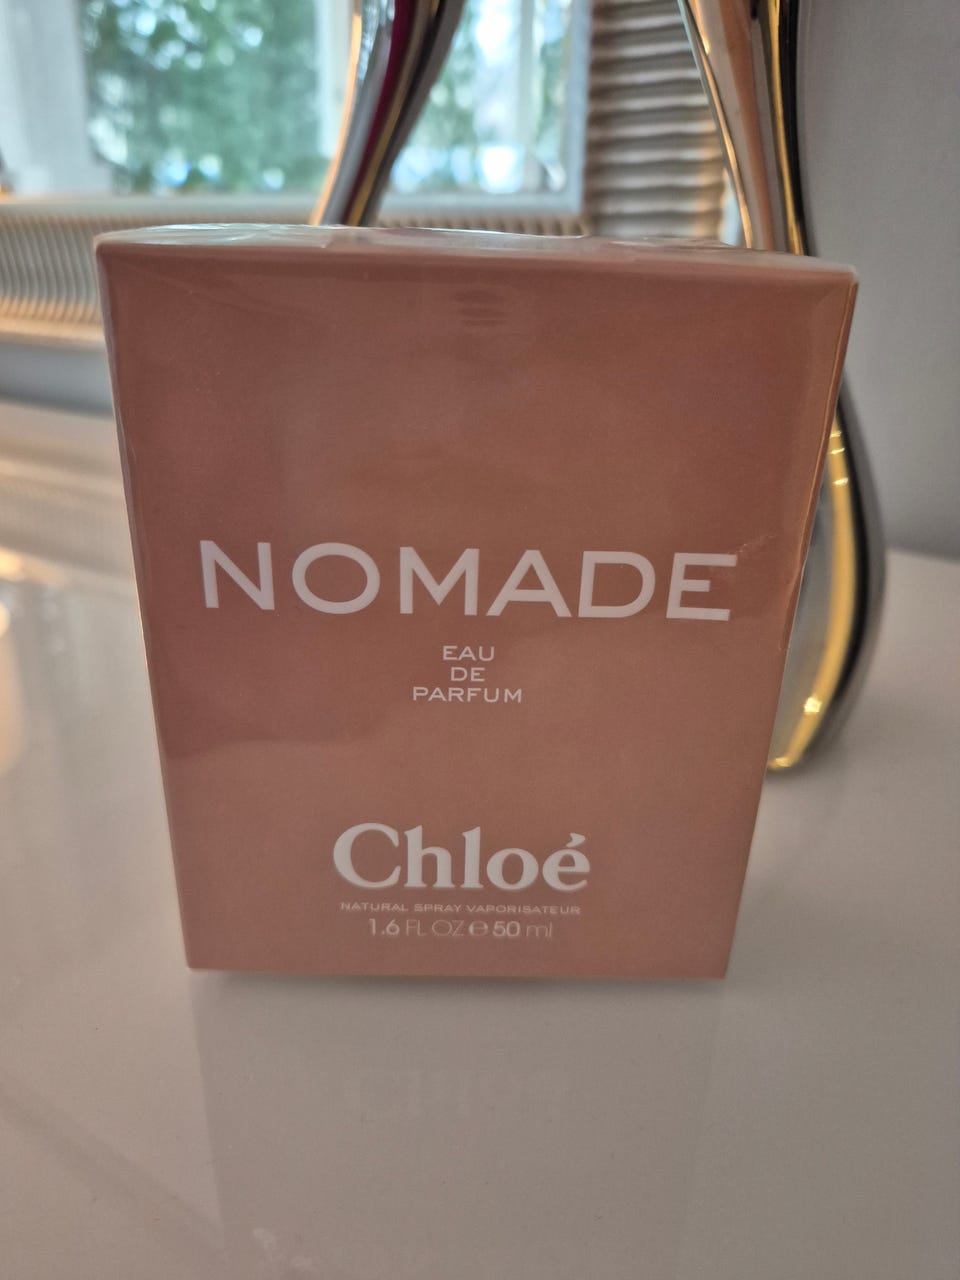 NOMADE
EAU
DE
PARFUM
Chloé
NATURAL SPRAY VAPORISATEUR
1.6 FL OZ ℮ 50 ml